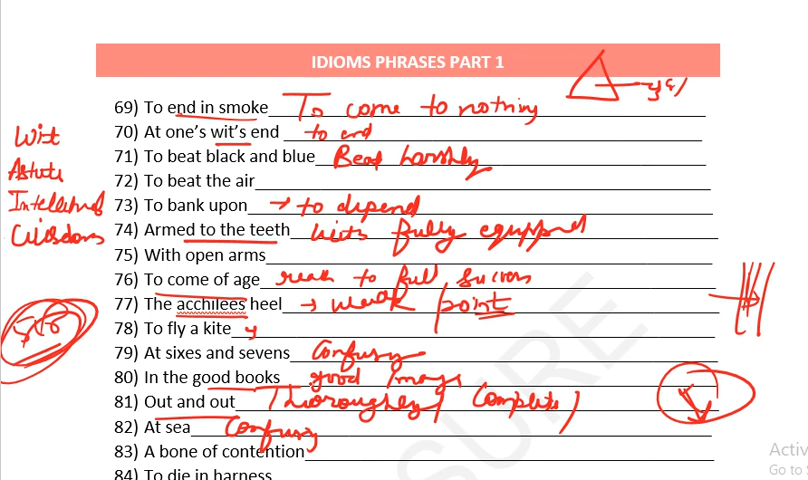 IDIOMS PHRASES PART 1
69) To end in smoke To come to nothing
70) At one's wit's end to end
71) To beat black and blue Beat harshly
72) To beat the air
73) To bank upon → to depend
74) Armed to the teeth with fully equipped
75) With open arms
76) To come of age reach to full success
77) The acchilees heel → weak point
78) To fly a kite
79) At sixes and sevens Confusy
80) In the good books good image
81) Out and out Thoroughly / Complete /
82) At sea Confusy
83) A bone of contention
84) To die in harness
Wit
Astute
Intellectual
Wisdom
SURE
Activ
Go to S